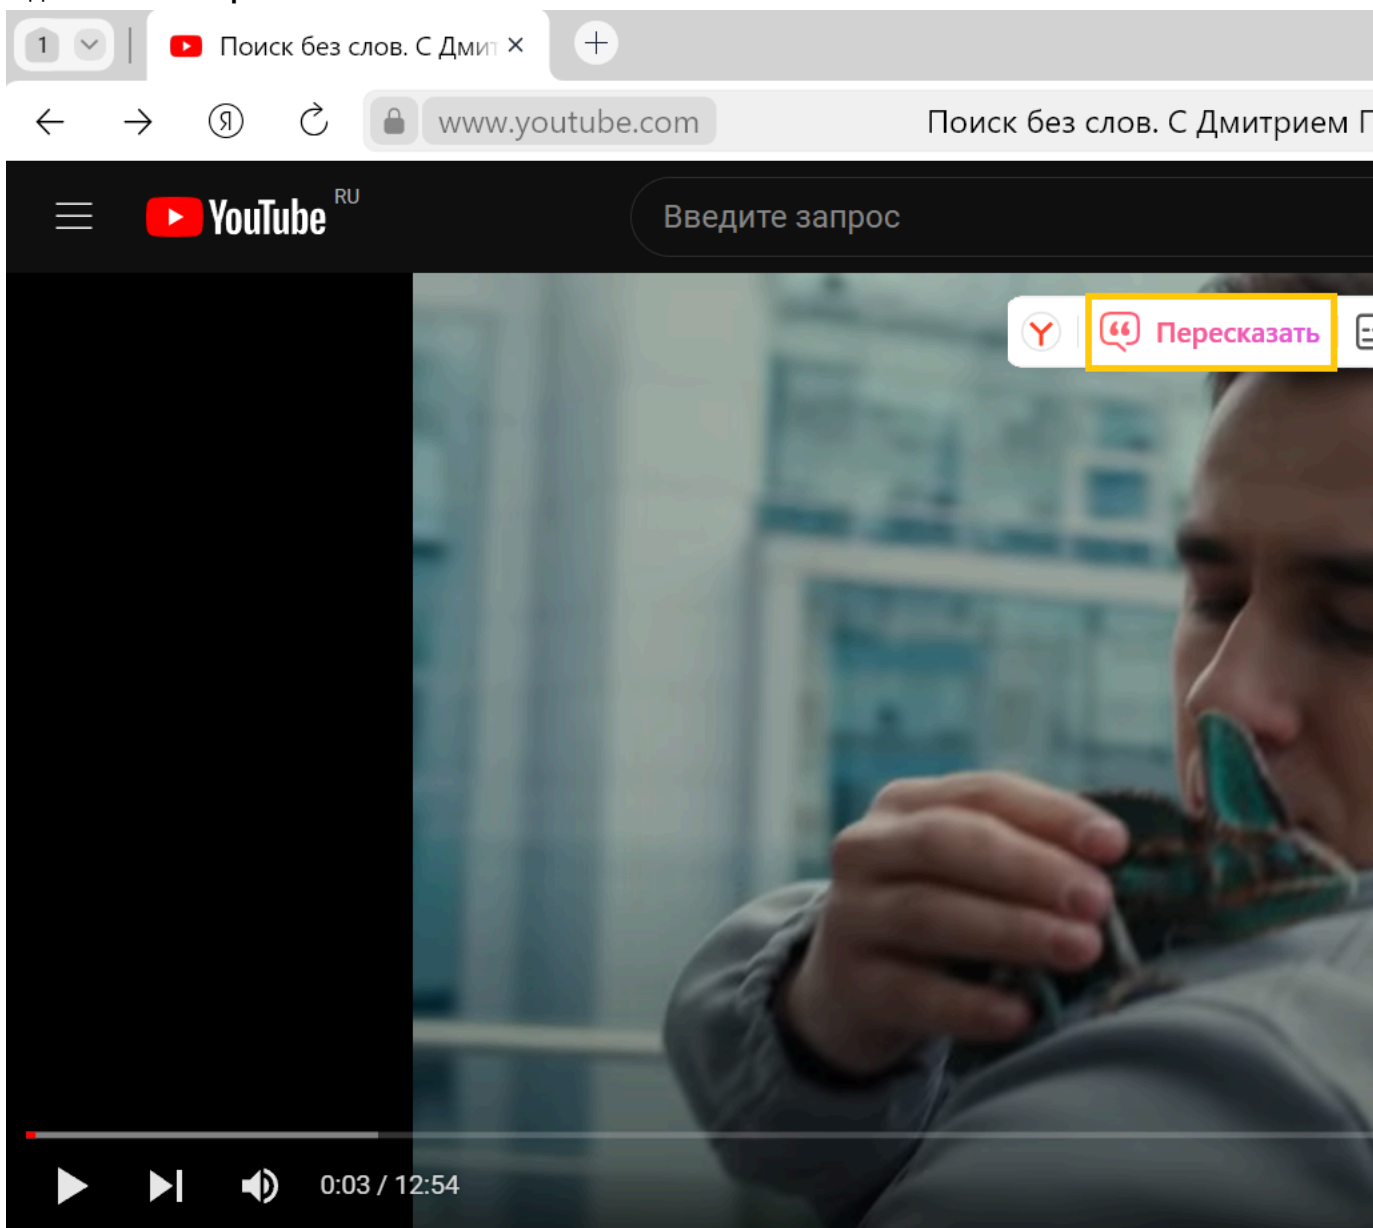 1
Поиск без слов. С Дмит
Я
www.youtube.com
Поиск без слов. С Дмитрием
YouTube RU
Введите запрос
Пересказать
0:03 / 12:54